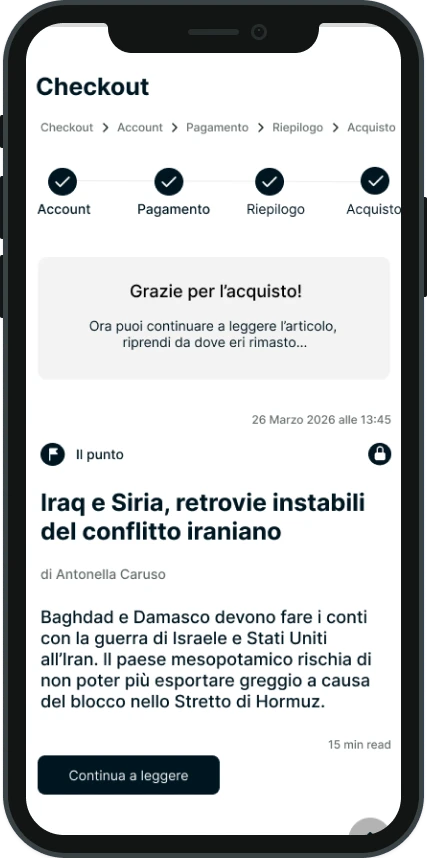 Checkout
Checkout > Account > Pagamento > Riepilogo > Acquisto
Account Pagamento Riepilogo Acquisto
Grazie per l’acquisto!
Ora puoi continuare a leggere l’articolo,
riprendi da dove eri rimasto...
26 Marzo 2026 alle 13:45
Il punto
Iraq e Siria, retrovie instabili
del conflitto iraniano
di Antonella Caruso
Baghdad e Damasco devono fare i conti
con la guerra di Israele e Stati Uniti
all’Iran. Il paese mesopotamico rischia di
non poter più esportare greggio a causa
del blocco nello Stretto di Hormuz.
15 min read
Continua a leggere